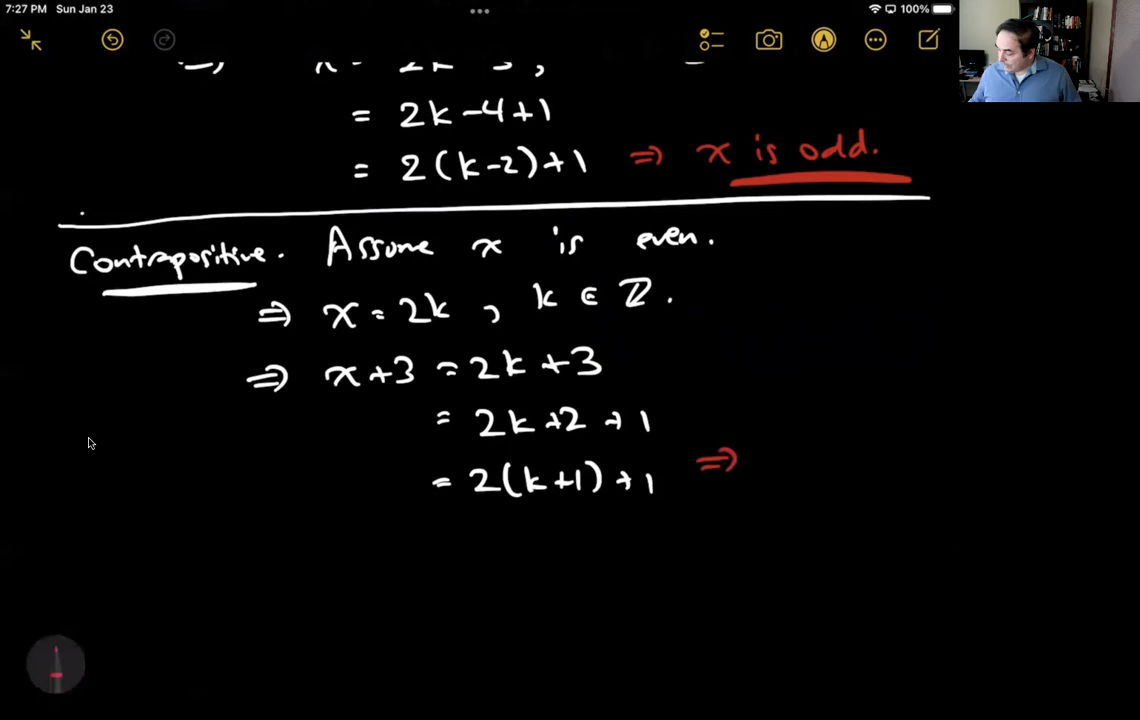 7:27 PM Sun Jan 23
100%
= 2k-4+1
= 2(k-2)+1 ⇒ x is odd.
Contrapositive. Assume x is even.
⇒ x = 2k , k ∈ ℤ.
⇒ x+3 = 2k+3
= 2k+2+1
= 2(k+1)+1 ⇒